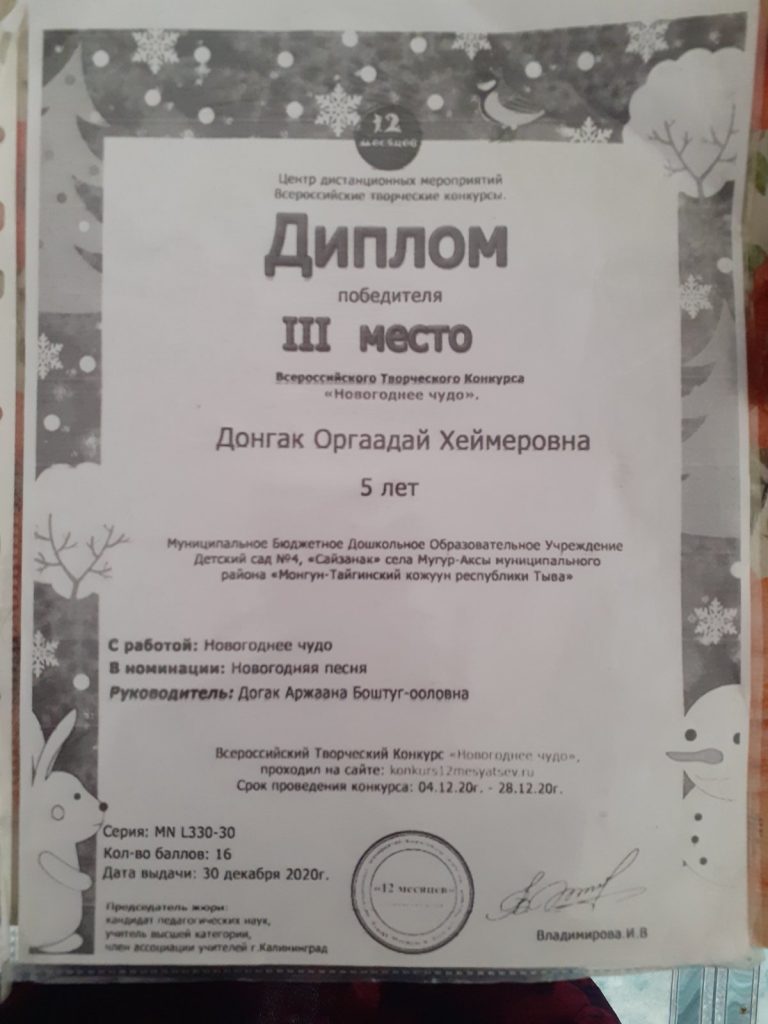 12
месяцев
Центр дистанционных мероприятий
Всероссийские творческие конкурсы.
Диплом
победителя
III место
Всероссийского Творческого Конкурса
«Новогоднее чудо».
Донгак Оргаадай Хеймеровна
5 лет
Муниципальное Бюджетное Дошкольное Образовательное Учреждение
Детский сад №4, «Сайзанак» села Мугур-Аксы муниципального
района «Монгун-Тайгинский кожуун республики Тыва»
С работой: Новогоднее чудо
В номинации: Новогодняя песня
Руководитель: Догак Аржаана Боштуг-ооловна
Всероссийский Творческий Конкурс «Новогоднее чудо»,
проходил на сайте: konkurs12mesyatsev.ru
Срок проведения конкурса: 04.12.20г. - 28.12.20г.
Серия: MN L330-30
Кол-во баллов: 16
Дата выдачи: 30 декабря 2020г.
Председатель жюри:
кандидат педагогических наук,
учитель высшей категории,
член ассоциации учителей г.Калининград
«12 месяцев»
Владимирова.И.В